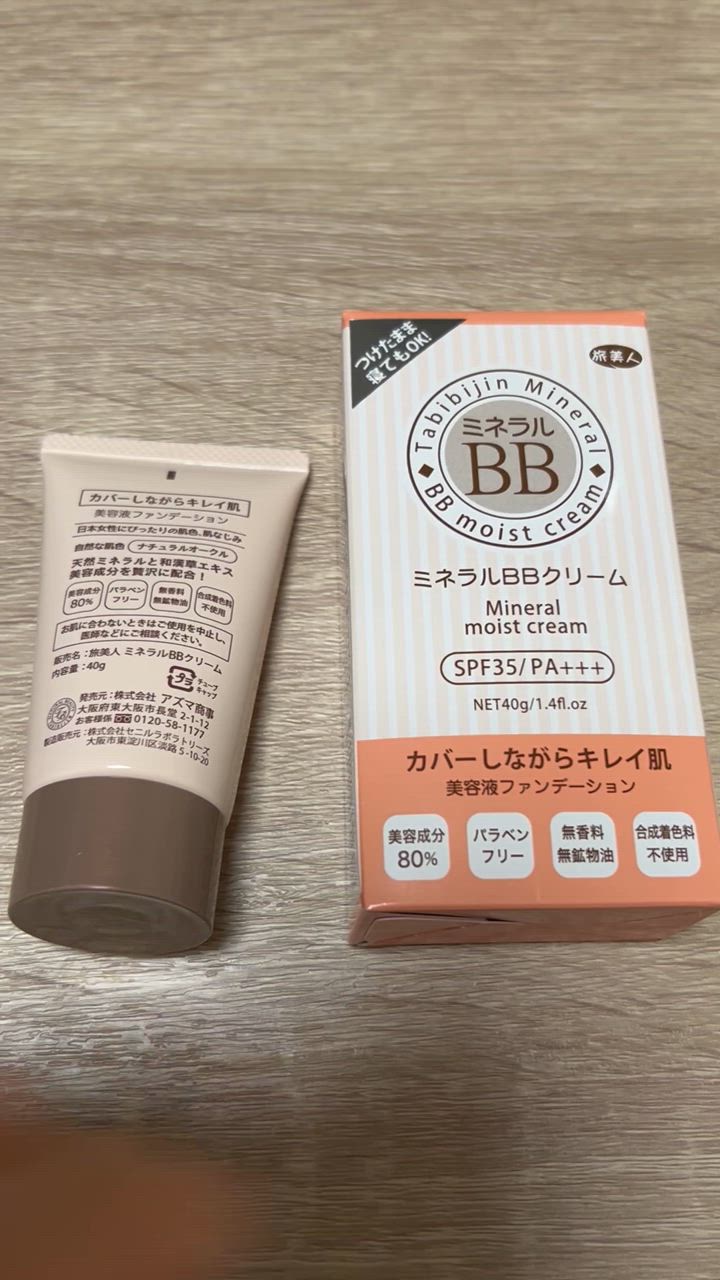 カバーしながらキレイ肌
美容液ファンデーション
日本女性にぴったりの肌色、肌なじみ
自然な肌色 ナチュラルオークル
天然ミネラルと和漢草エキス
美容成分を贅沢に配合！
美容成分
80%
パラベン
フリー
無香料
無鉱物油
合成着色料
不使用
お肌に合わないときはご使用を中止し、
医師などにご相談ください。
販売名：旅美人 ミネラルBBクリーム
内容量：40g
プラ
チューブ
キャップ
発売元：株式会社 アズマ商事
大阪府東大阪市長堂 2-1-12
お客様係 0120-58-1177
製造販売元：株式会社セニルラボラトリーズ
大阪市東淀川区淡路 5-10-20
つけたまま
寝てもOK!
旅美人
Tabibijin Mineral
ミネラル
BB
BB moist cream
ミネラルBBクリーム
Mineral
moist cream
SPF35/PA+++
NET40g/1.4fl.oz
カバーしながらキレイ肌
美容液ファンデーション
美容成分
80%
パラベン
フリー
無香料
無鉱物油
合成着色料
不使用